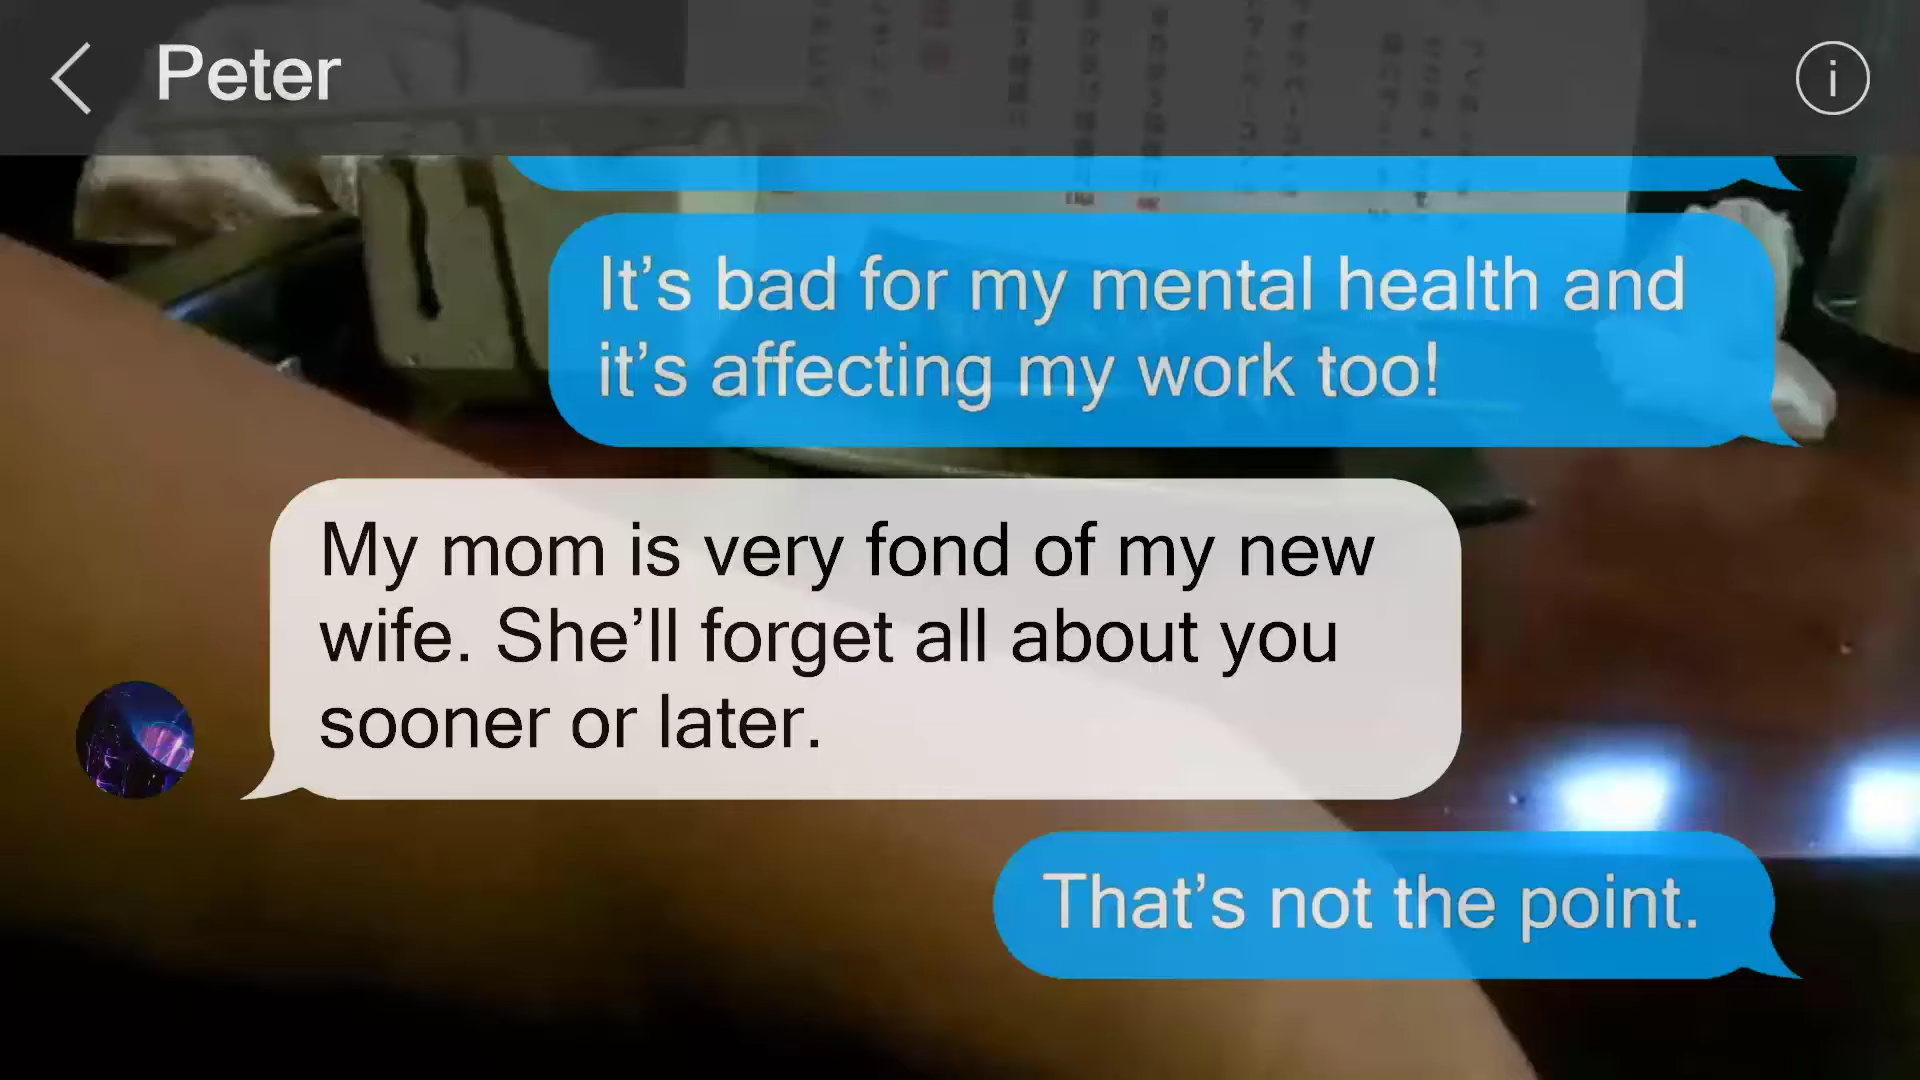 Peter
It's bad for my mental health and
it's affecting my work too!
My mom is very fond of my new
wife. She'll forget all about you
sooner or later.
That's not the point.